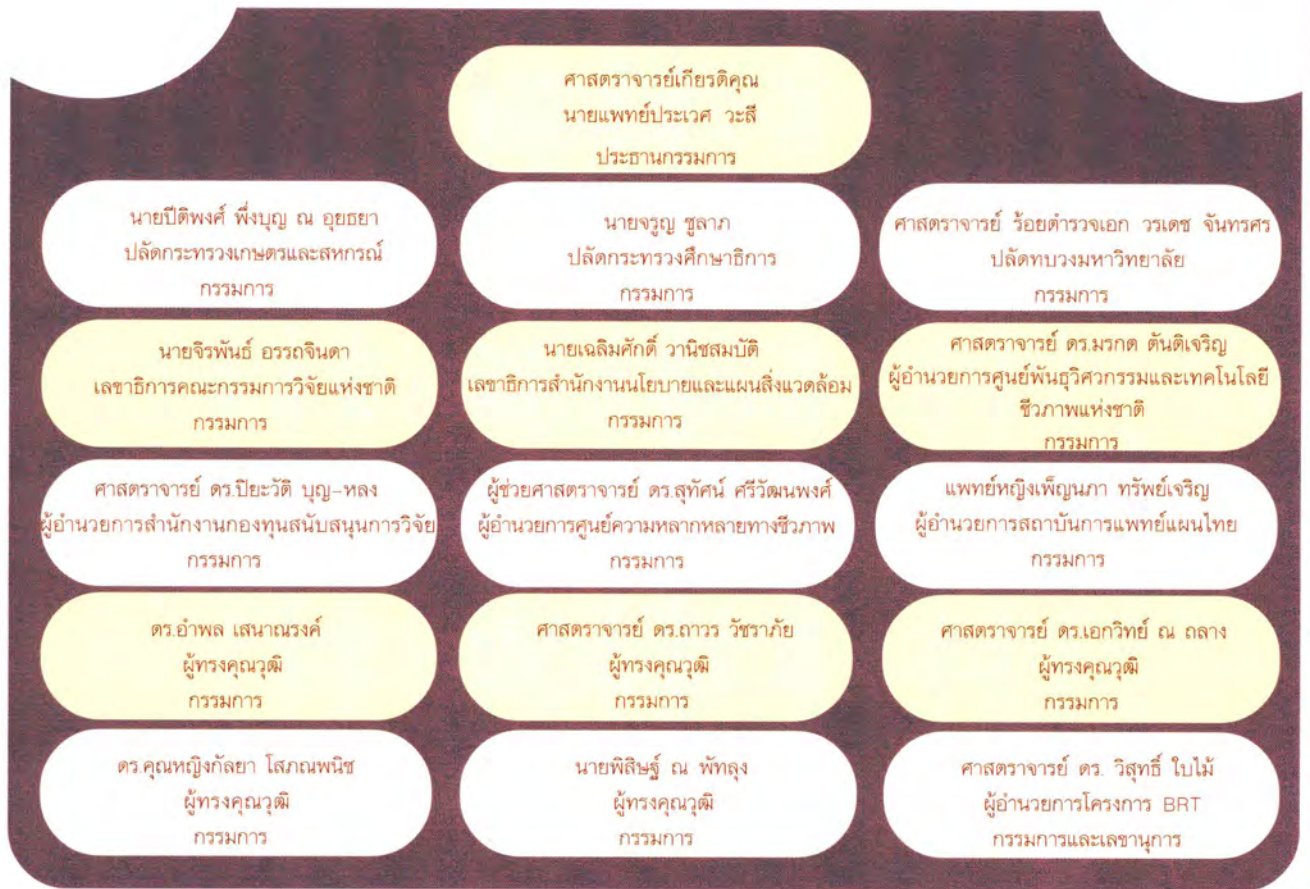 ศาสตราจารย์เกียรติคุณ
นายแพทย์ประเวศ วะสี
ประธานกรรมการ
นายปีติพงศ์ พึ่งบุญ ณ อุยธยา
ปลัดกระทรวงเกษตรและสหกรณ์
กรรมการ
นายจรูญ ชูลาภ
ปลัดกระทรวงศึกษาธิการ
กรรมการ
ศาสตราจารย์ ร้อยตำรวจเอก วรเดช จันทรศร
ปลัดทบวงมหาวิทยาลัย
กรรมการ
นายจิรพันธ์ อรรถจินดา
เลขาธิการคณะกรรมการวิจัยแห่งชาติ
กรรมการ
นายเฉลิมศักดิ์ วานิชสมบัติ
เลขาธิการสำนักงานนโยบายและแผนสิ่งแวดล้อม
กรรมการ
ศาสตราจารย์ ดร.มรกต ตันติเจริญ
ผู้อำนวยการศูนย์พันธุวิศวกรรมและเทคโนโลยี
ชีวภาพแห่งชาติ
กรรมการ
ศาสตราจารย์ ดร.ปิยะวัติ บุญ-หลง
ผู้อำนวยการสำนักงานกองทุนสนับสนุนการวิจัย
กรรมการ
ผู้ช่วยศาสตราจารย์ ดร.สุทัศน์ ศรีวัฒนพงศ์
ผู้อำนวยการศูนย์ความหลากหลายทางชีวภาพ
กรรมการ
แพทย์หญิงเพ็ญนภา ทรัพย์เจริญ
ผู้อำนวยการสถาบันการแพทย์แผนไทย
กรรมการ
ดร.อำพล เสนาณรงค์
ผู้ทรงคุณวุฒิ
กรรมการ
ศาสตราจารย์ ดร.ถาวร วัชราภัย
ผู้ทรงคุณวุฒิ
กรรมการ
ศาสตราจารย์ ดร.เอกวิทย์ ณ ถลาง
ผู้ทรงคุณวุฒิ
กรรมการ
ดร.คุณหญิงกัลยา โสภณพนิช
ผู้ทรงคุณวุฒิ
กรรมการ
นายพิสิษฐ์ ณ พัทลุง
ผู้ทรงคุณวุฒิ
กรรมการ
ศาสตราจารย์ ดร. วิสุทธิ์ ใบไม้
ผู้อำนวยการโครงการ BRT
กรรมการและเลขานุการ